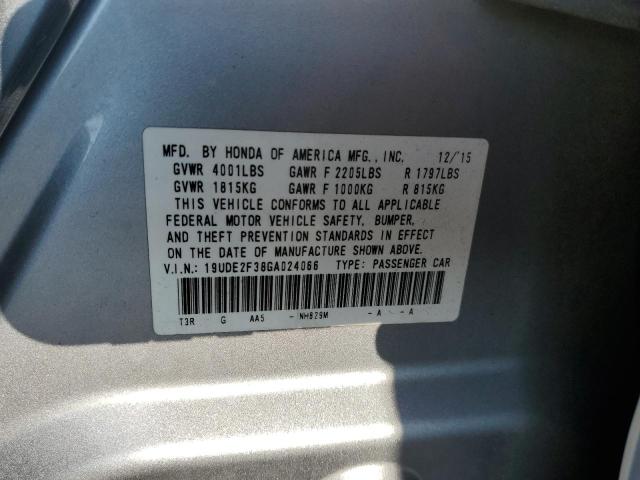 MFD. BY HONDA OF AMERICA MFG., INC. 12/'15
GVWR 4001LBS GAWR F 2205LBS R 1797LBS
GVWR 1815KG GAWR F 1000KG R 815KG
THIS VEHICLE CONFORMS TO ALL APPLICABLE
FEDERAL MOTOR VEHICLE SAFETY, BUMPER,
AND THEFT PREVENTION STANDARDS IN EFFECT
ON THE DATE OF MANUFACTURE SHOWN ABOVE.
V.I.N.: 19UDE2F38GA024066 TYPE: PASSENGER CAR
T3R G AA5 - NH829M - A - A